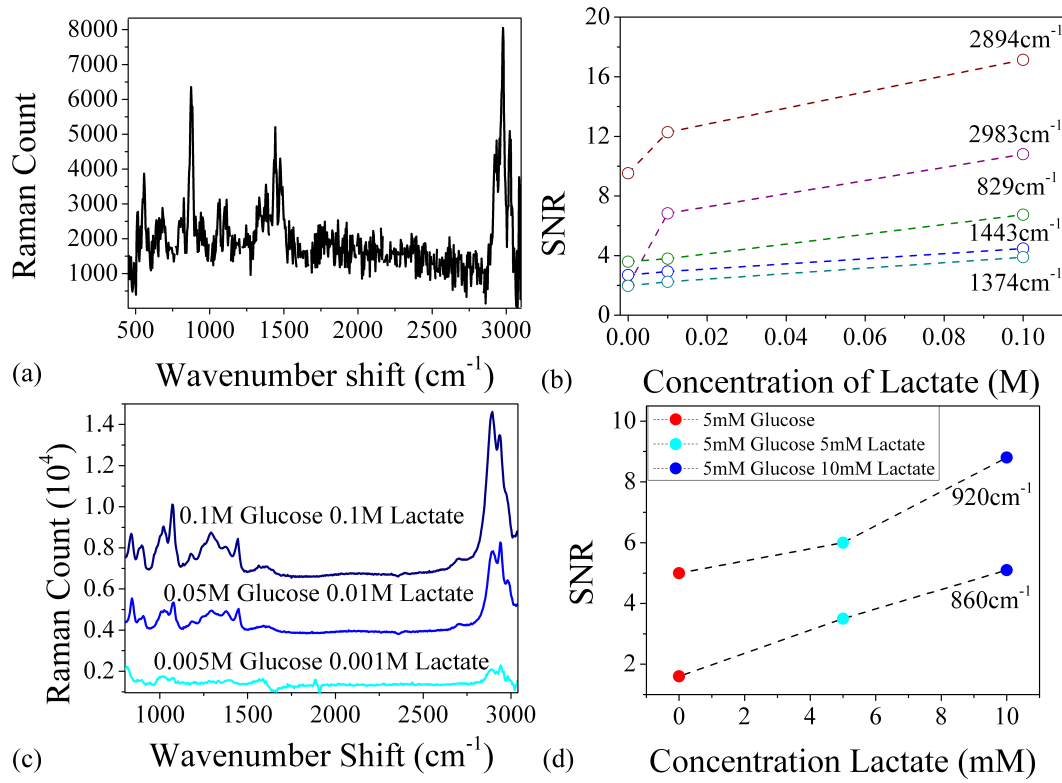 8000
7000
6000
5000
4000
3000
2000
1000
Raman Count
500 1000 1500 2000 2500 3000
Wavenumber shift (cm⁻¹)
(a)
20
16
12
8
4
0
SNR
2894cm⁻¹
2983cm⁻¹
829cm⁻¹
1443cm⁻¹
1374cm⁻¹
0.00 0.02 0.04 0.06 0.08 0.10
Concentration of Lactate (M)
(b)
1.4
1.2
1.0
0.8
0.6
0.4
0.2
Raman Count (10⁴)
0.1M Glucose 0.1M Lactate
0.05M Glucose 0.01M Lactate
0.005M Glucose 0.001M Lactate
1000 1500 2000 2500 3000
Wavenumber Shift (cm⁻¹)
(c)
10
8
6
4
2
SNR
5mM Glucose
5mM Glucose 5mM Lactate
5mM Glucose 10mM Lactate
920cm⁻¹
860cm⁻¹
0 2 4 6 8 10
Concentration Lactate (mM)
(d)